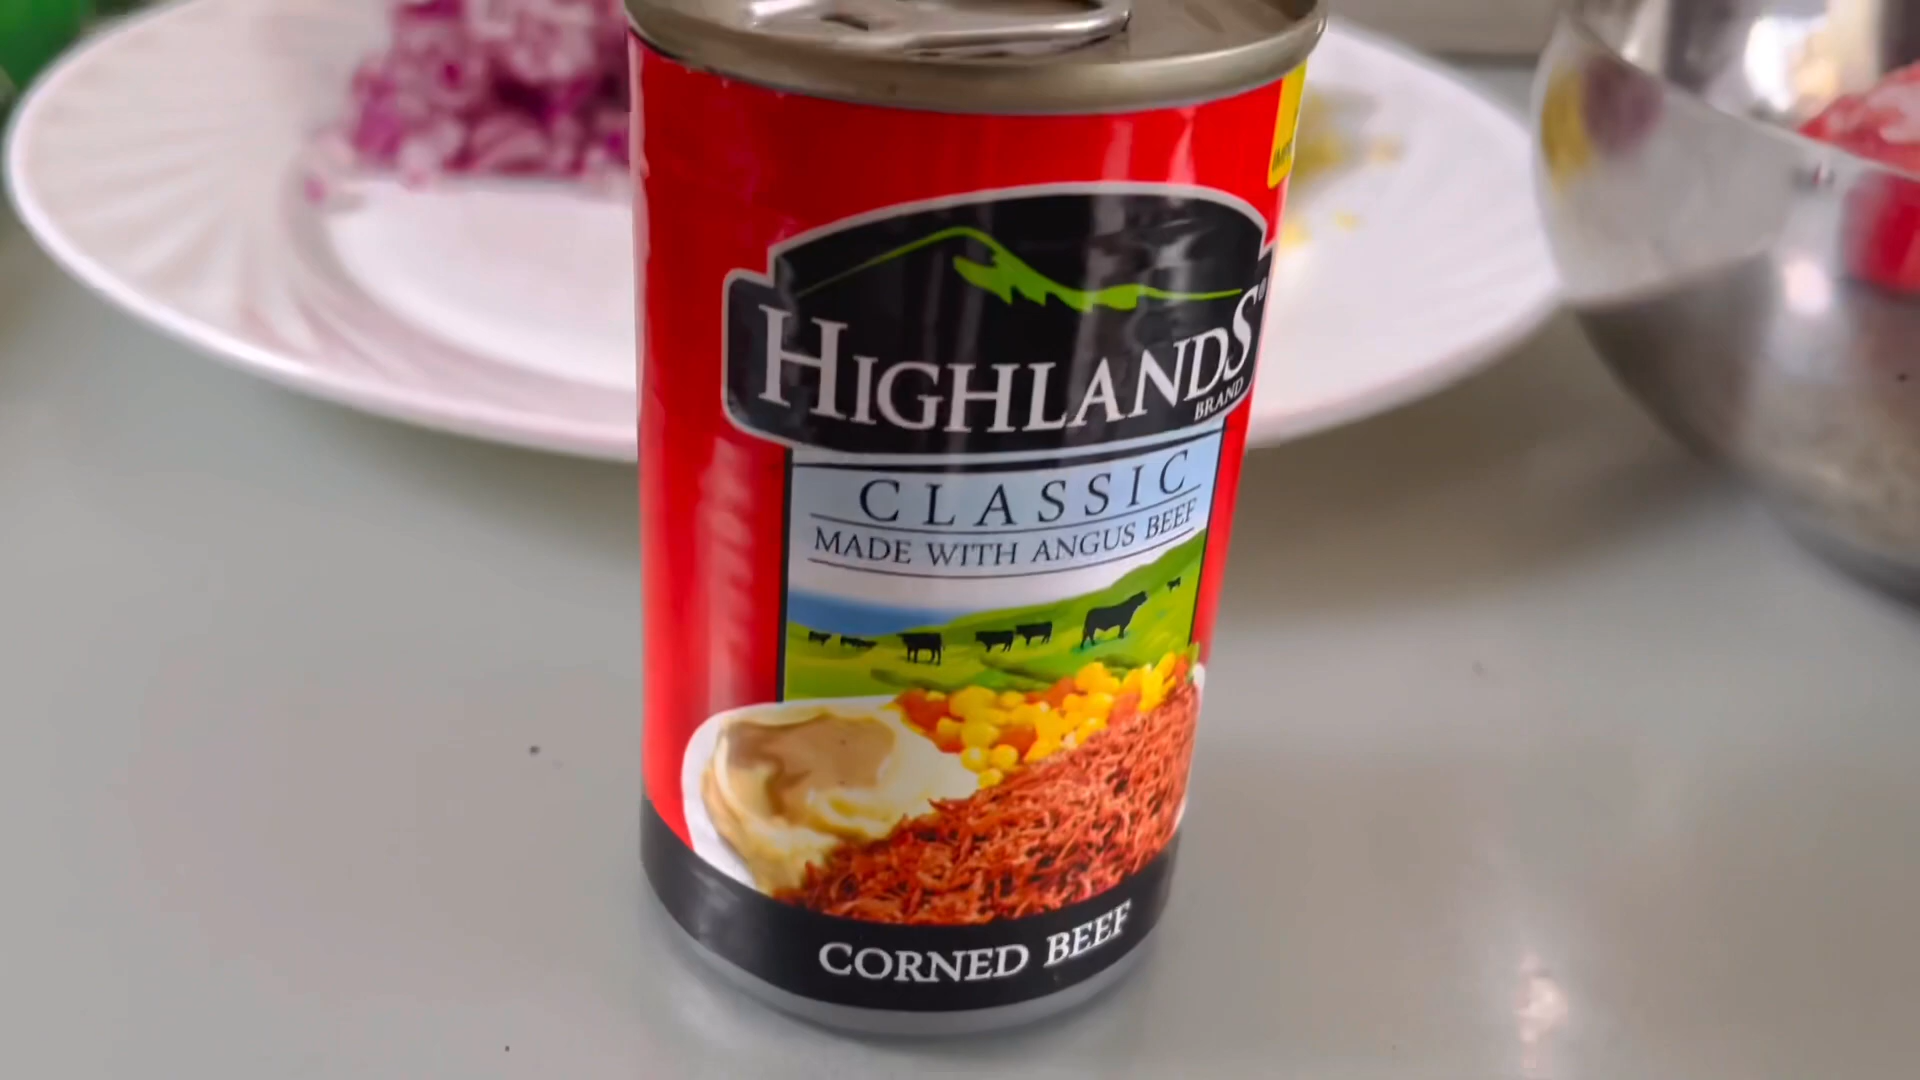 HIGHLANDS®
BRAND
CLASSIC
MADE WITH ANGUS BEEF
CORNED BEEF